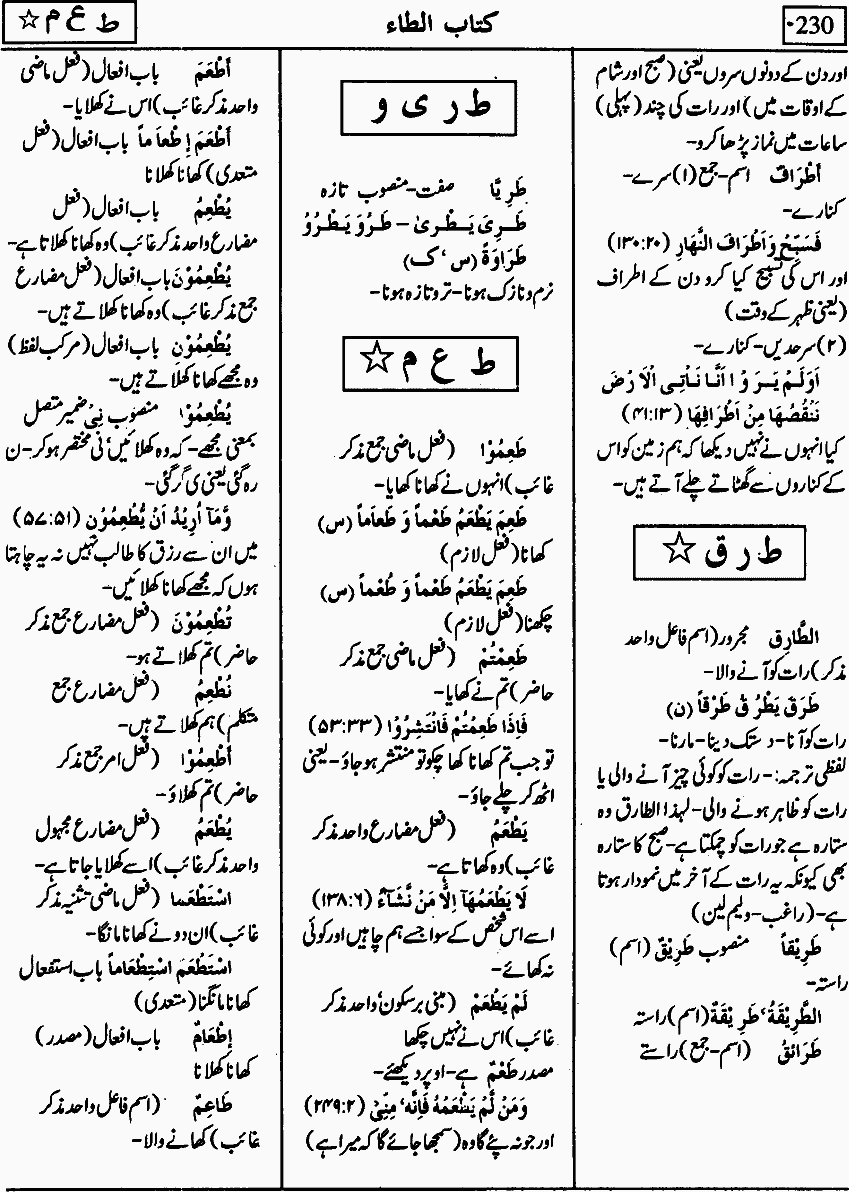 230-
کتاب الطاء
ط ع م ☆
اور دن کے دونوں سروں یعنی (صبح اور شام
کے اوقات میں) اور رات کی چند (پہلی)
ساعات میں نماز پڑھا کرو-
أَطْرَافٌ اسم-جمع (۱) سرے-
کنارے-
فَسَبِّحْ وَأَطْرَافَ النَّهَارِ (۱۳۰:۲۰)
اور اس کی تسبیح کیا کرو دن کے اطراف
(یعنی ظہر کے وقت)
(۲) سرحدیں-کنارے-
أَوَلَمْ يَرَوْا أَنَّا نَأْتِى الْاَرْضَ
نَنْقُصُهَا مِنْ أَطْرَافِهَا (۴۱:۱۳)
کیا انہوں نے نہیں دیکھا کہ ہم زمین کو اس
کے کناروں سے گھٹاتے چلے آتے ہیں-
ط ر ق ☆
الطَّارِقِ مجرور (اسم فاعل واحد
مذکر) رات کو آنے والا-
طَرَقَ يَطْرُقُ طَرْقاً (ن)
رات کو آنا-دستک دینا-مارنا-
لفظی ترجمہ:-رات کو کوئی چیز آنے والی یا
رات کو ظاہر ہونے والی-لہذا الطارق وہ
ستارہ ہے جو رات کو چمکتا ہے-صبح کا ستارہ
بھی کیونکہ یہ رات کے آخر میں نمودار ہوتا
ہے-(راغب-ولیم لین)
طَرِيْقاً منصوب طَرِيْقٌ (اسم)
راستہ-
الطَّرِيْقَةُ، طَرِيْقَةٌ (اسم) راستہ
طَرَائِقُ (اسم-جمع) راستے
ط ر ی و
طَرِيًّا صفت-منصوب تازہ
طَرِىَ يَطْرىٰ - طَرُوَ يَطْرُوُ
طَرَاوَةً (س، ک)
نرم ونازک ہونا-تر وتازہ ہونا-
ط ع م ☆
طَعِمُوْا (فعل ماضی جمع مذکر
غائب) انہوں نے کھانا کھایا-
طَعِمَ يَطْعَمُ طَعْماً وَ طَعَاماً (س)
کھانا (فعل لازم)
طَعِمَ يَطْعَمُ طَعْماً وَ طُعْماً (س)
چکھنا (فعل لازم)
طَعِمْتُمْ (فعل ماضی جمع مذکر
حاضر) تم نے کھایا-
فَإِذَا طَعِمْتُمْ فَانْتَشِرُوْا (۵۳:۳۳)
تو جب تم کھانا کھا چکو تو منتشر ہو جاؤ-یعنی
اٹھ کر چلے جاؤ-
يَطْعَمُ (فعل مضارع واحد مذکر
غائب) وہ کھاتا ہے-
لَا يَطْعَمُهَآ اِلَّا مَنْ نَّشَآءُ (۱۳۸:۶)
اسے اس شخص کے سوا جسے ہم چاہیں اور کوئی
نہ کھائے-
لَمْ يَطْعَمْ (مبنی بر سکون، واحد مذکر
غائب) اس نے نہیں چکھا
مصدر طَعْمٌ ہے-اوپر دیکھئے-
وَمَنْ لَّمْ يَطْعَمْهُ فَاِنَّهٗ مِنِّىْ (۲۴۹:۲)
اور جو نہ پئے گا وہ (سمجھا جائے گا کہ میرا ہے)
أَطْعَمَ باب افعال (فعل ماضی
واحد مذکر غائب) اس نے کھلایا-
أَطْعَمَ إِطْعَاماً باب افعال (فعل
متعدی) کھانا کھلانا
يُطْعِمُ باب افعال (فعل
مضارع واحد مذکر غائب) وہ کھانا کھلاتا ہے-
يُطْعِمُوْنَ باب افعال (فعل مضارع
جمع مذکر غائب) وہ کھانا کھلاتے ہیں-
يُطْعِمُوْنِ باب افعال (مرکب لفظ)
وہ مجھے کھانا کھلاتے ہیں-
يُطْعِمُوْا منصوب نِىْ ضمیر متصل
بمعنی مجھے-کہ وہ کھلائیں، نی مختصر ہو کر-ن
رہ گئی یعنی ی گر گئی-
وَّمَآ أُرِيْدُ اَنْ يُّطْعِمُوْنِ (۵۷:۵۱)
میں ان سے رزق کا طالب نہیں نہ یہ چاہتا
ہوں کہ مجھے کھانا کھلائیں-
تُطْعِمُوْنَ (فعل مضارع جمع مذکر
حاضر) تم کھلاتے ہو-
نُطْعِمُ (فعل مضارع جمع
متکلم) ہم کھلاتے ہیں-
أَطْعِمُوْا (فعل امر جمع مذکر
حاضر) تم کھلاؤ-
يُطْعَمُ (فعل مضارع مجہول
واحد مذکر غائب) اسے کھلایا جاتا ہے-
اسْتَطْعَما (فعل ماضی تثنیہ مذکر
غائب) ان دو نے کھانا مانگا-
اسْتَطْعَمَ اسْتِطْعَاماً باب استفعال
کھانا مانگنا (متعدی)
إِطْعَامٌ باب افعال (مصدر)
کھانا کھلانا
طَاعِمٌ (اسم فاعل واحد مذکر
غائب) کھانے والا-